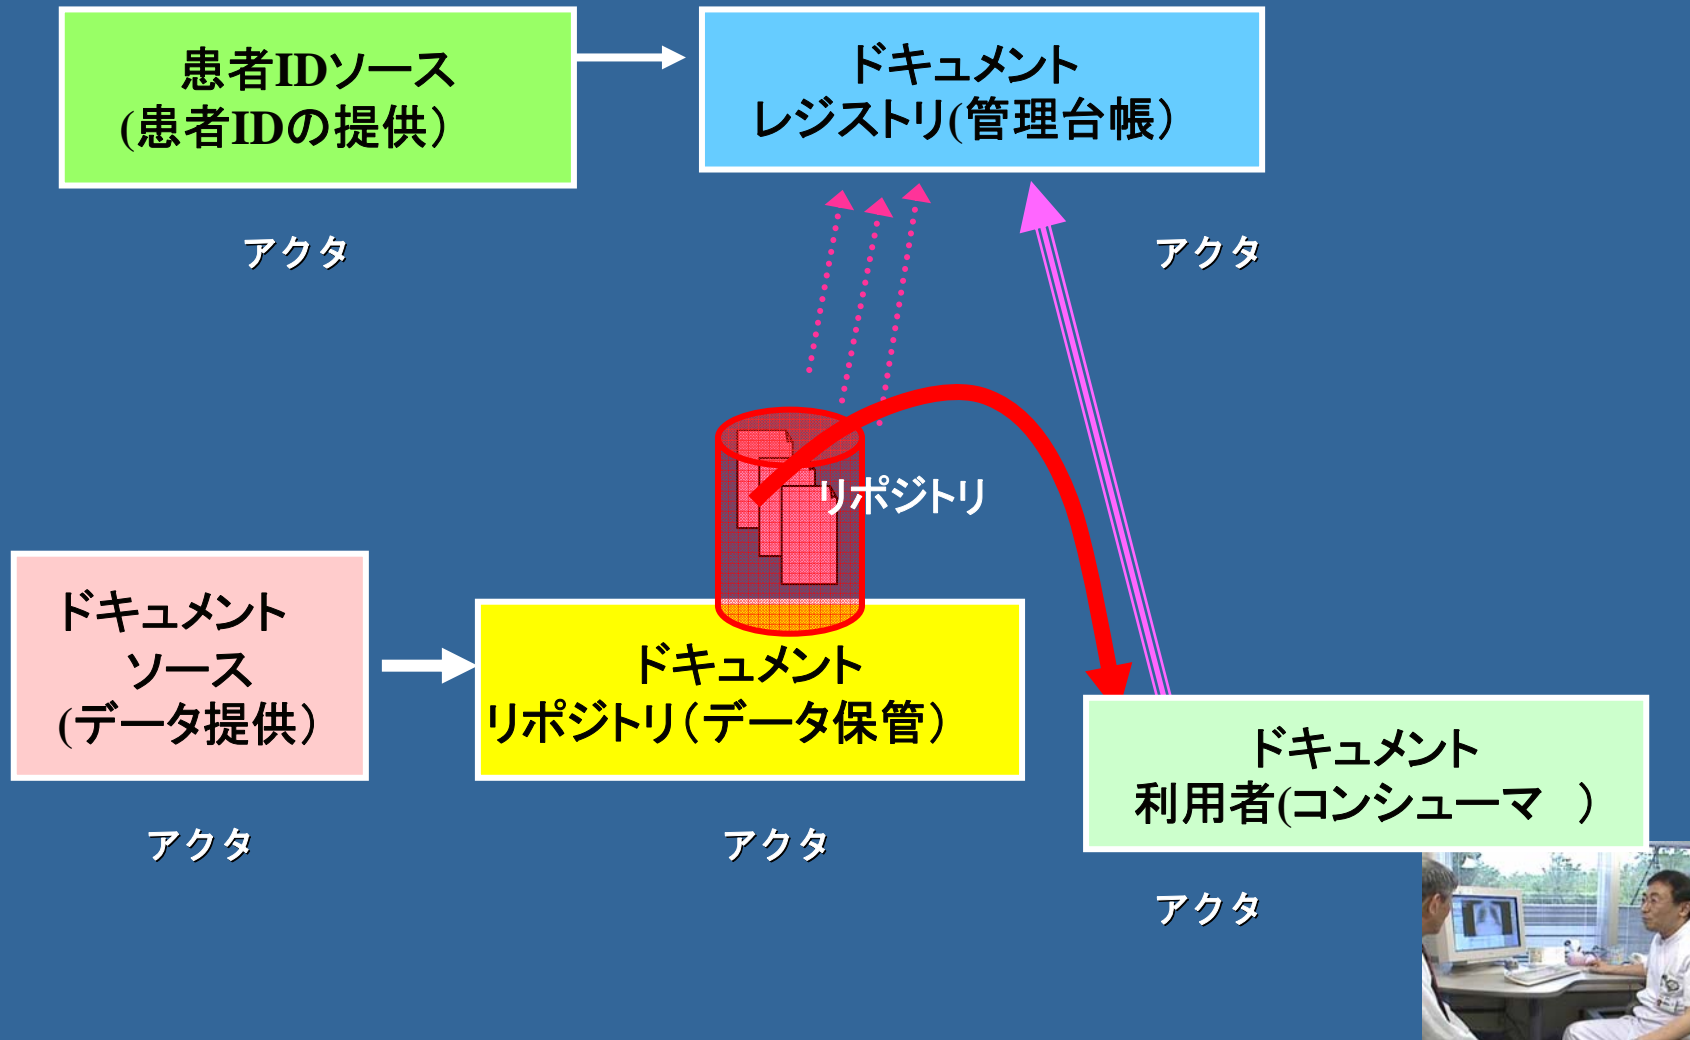 患者IDソース
(患者IDの提供）
ドキュメント
レジストリ(管理台帳）
アクタ
アクタ
リポジトリ
ドキュメント
ソース
(データ提供）
ドキュメント
リポジトリ（データ保管）
ドキュメント
利用者(コンシューマ　）
アクタ
アクタ
アクタ